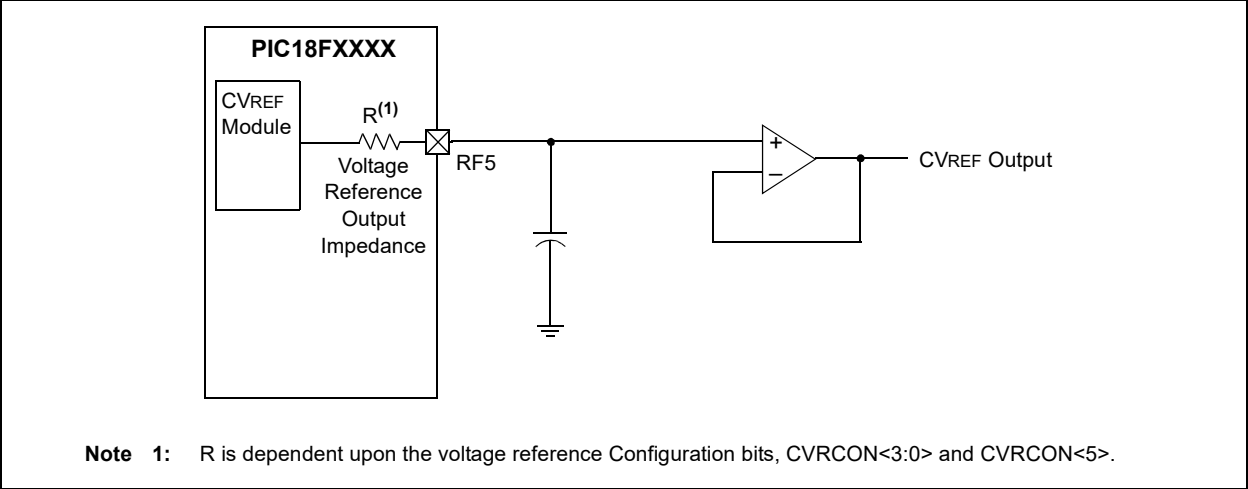 PIC18FXXXX
CVREF
Module
R(1)
Voltage
Reference
Output
Impedance
RF5
+
–
CVREF Output
Note 1: R is dependent upon the voltage reference Configuration bits, CVRCON<3:0> and CVRCON<5>.